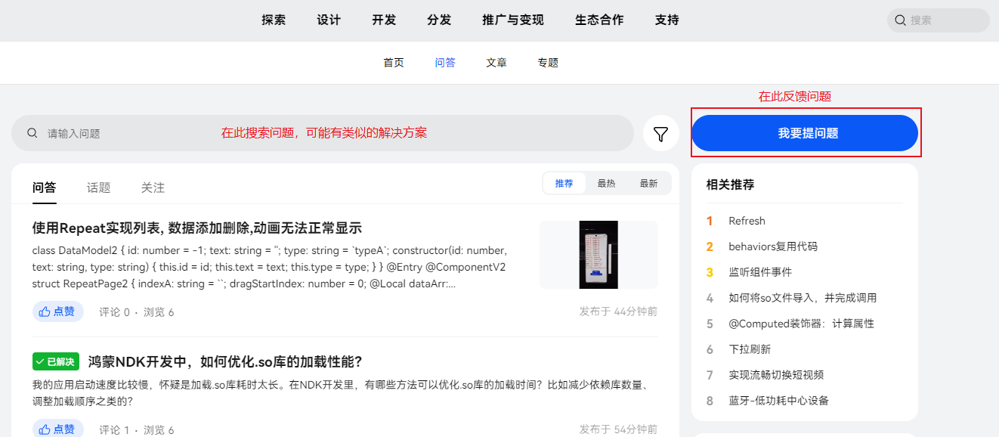 探索 设计 开发 分发 推广与变现 生态合作 支持 搜索
首页 问答 文章 专题
在此反馈问题
请输入问题 在此搜索问题，可能有类似的解决方案 我要提问题
问答 话题 关注 推荐 最热 最新
使用Repeat实现列表, 数据添加删除,动画无法正常显示
class DataModel2 { id: number = -1; text: string = ''; type: string = `typeA`; constructor(id: number,
text: string, type: string) { this.id = id; this.text = text; this.type = type; } } @Entry @ComponentV2
struct RepeatPage2 { indexA: string = ``; dragStartIndex: number = 0; @Local dataArr:...
点赞 评论 0 · 浏览 6 发布于 44分钟前
已解决 鸿蒙NDK开发中，如何优化.so库的加载性能？
我的应用启动速度比较慢，怀疑是加载.so库耗时太长。在NDK开发里，有哪些方法可以优化.so库的加载时间？比如减少依赖库数量、
调整加载顺序之类的？
点赞 评论 1 · 浏览 6 发布于 54分钟前
相关推荐
1 Refresh
2 behaviors复用代码
3 监听组件事件
4 如何将so文件导入，并完成调用
5 @Computed装饰器：计算属性
6 下拉刷新
7 实现流畅切换短视频
8 蓝牙-低功耗中心设备